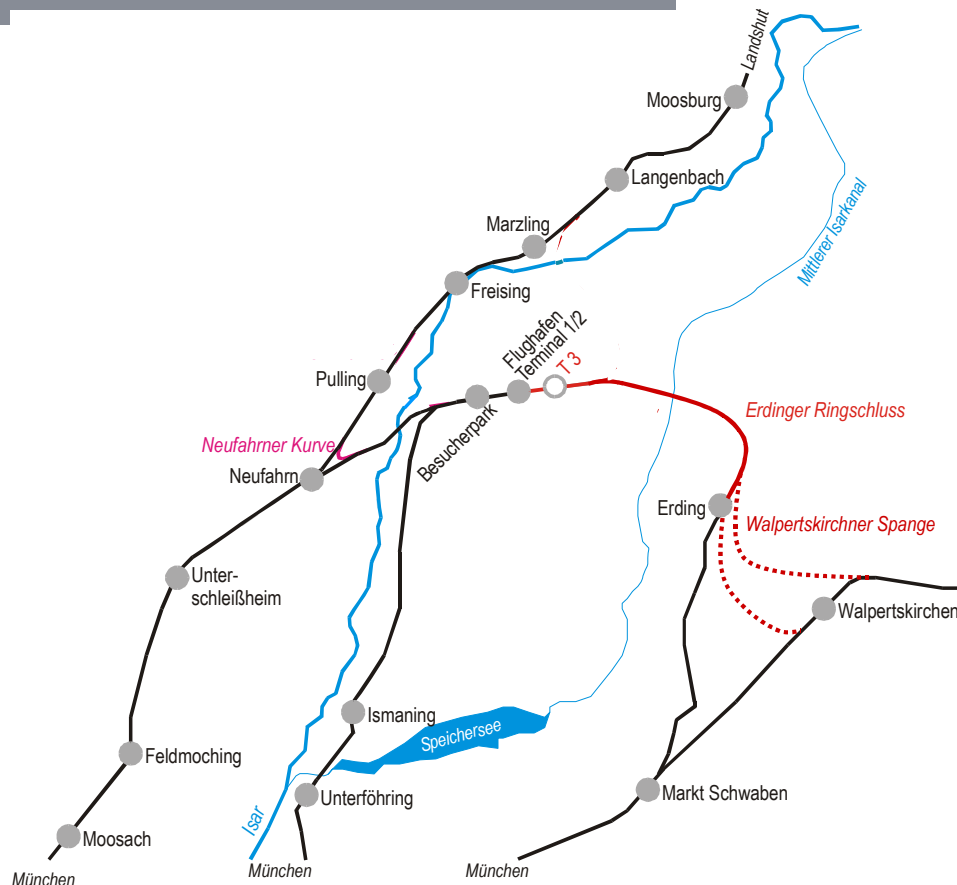 Landshut
Moosburg
Langenbach
Mittlerer Isarkanal
Marzling
Freising
Flughafen
Terminal 1/2
T 3
Pulling
Besucherpark
Erdinger Ringschluss
Neufahrner Kurve
Neufahrn
Erding
Walpertskirchner Spange
Unter-
schleißheim
Walpertskirchen
Ismaning
Speichersee
Feldmoching
Unterföhring
Markt Schwaben
Isar
Moosach
München
München
München